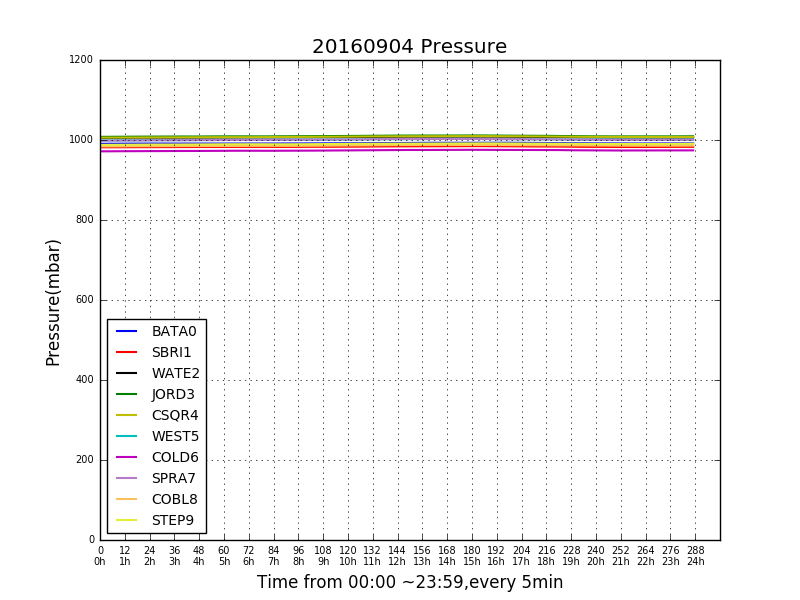 20160904 Pressure
1200
1000
800
600
400
200
0
Pressure(mbar)
BATA0
SBRI1
WATE2
JORD3
CSQR4
WEST5
COLD6
SPRA7
COBL8
STEP9
0 12 24 36 48 60 72 84 96 108 120 132 144 156 168 180 192 204 216 228 240 252 264 276 288
0h 1h 2h 3h 4h 5h 6h 7h 8h 9h 10h 11h 12h 13h 14h 15h 16h 17h 18h 19h 20h 21h 22h 23h 24h
Time from 00:00 ~23:59,every 5min